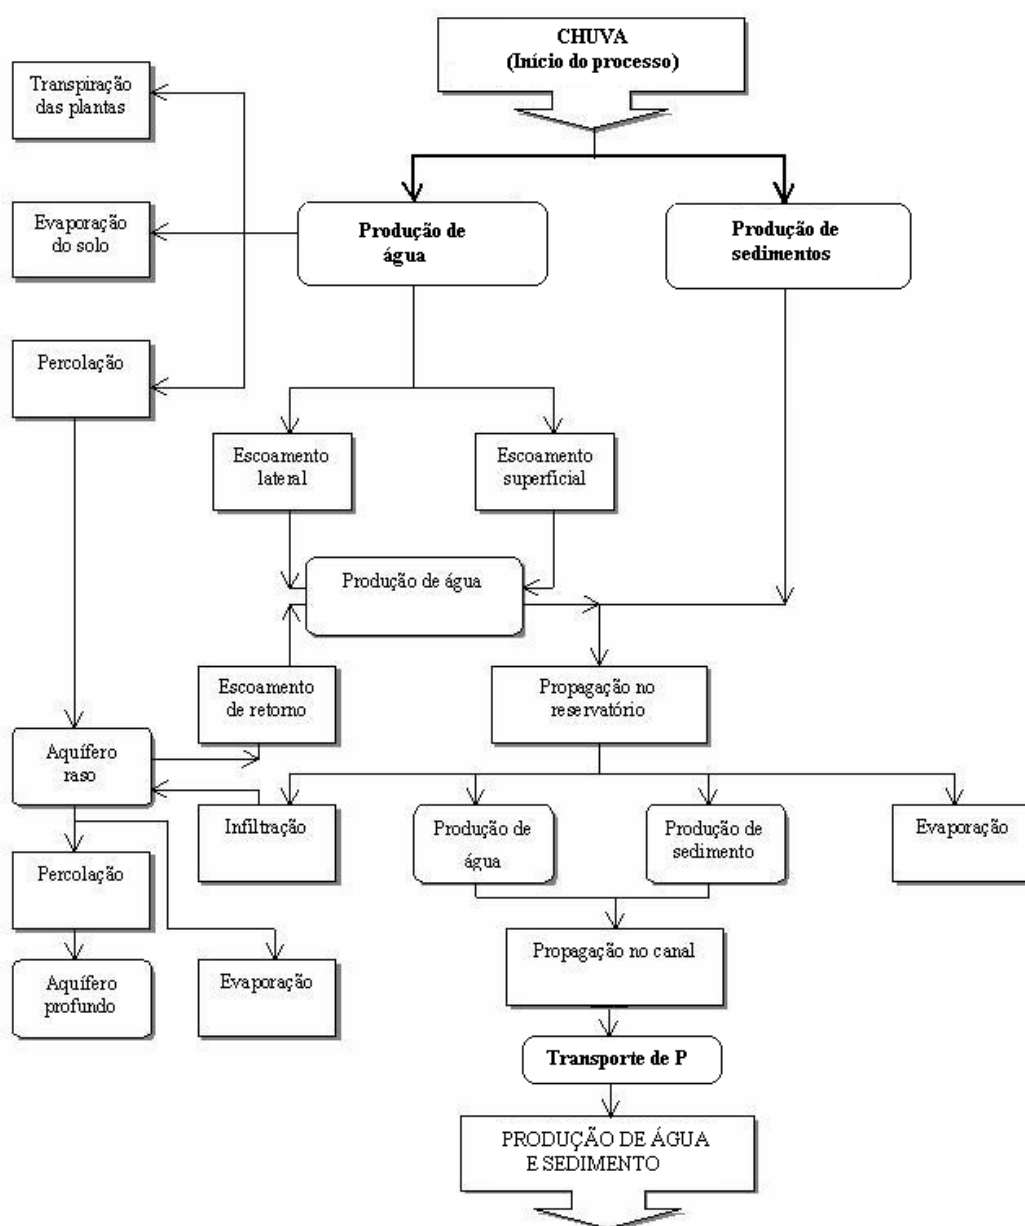 CHUVA
(Início do processo)
Transpiração
das plantas
Evaporação
do solo
Produção de
água
Produção de
sedimentos
Percolação
Escoamento
lateral
Escoamento
superficial
Produção de água
Escoamento
de retorno
Propagação no
reservatório
Aquífero
raso
Infiltração
Produção de
água
Produção de
sedimento
Evaporação
Percolação
Propagação no canal
Aquífero
profundo
Evaporação
Transporte de P
PRODUÇÃO DE ÁGUA
E SEDIMENTO